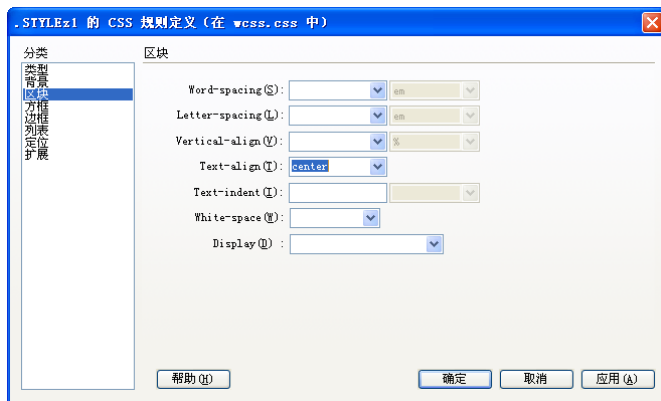 .STYLEz1 的 CSS 规则定义（在 wcss.css 中）
分类
类型
背景
区块
方框
边框
列表
定位
扩展
区块
Word-spacing(S): em
Letter-spacing(L): em
Vertical-align(V): %
Text-align(T): center
Text-indent(I):
White-space(W):
Display(D) :
帮助(H) 确定 取消 应用(A)